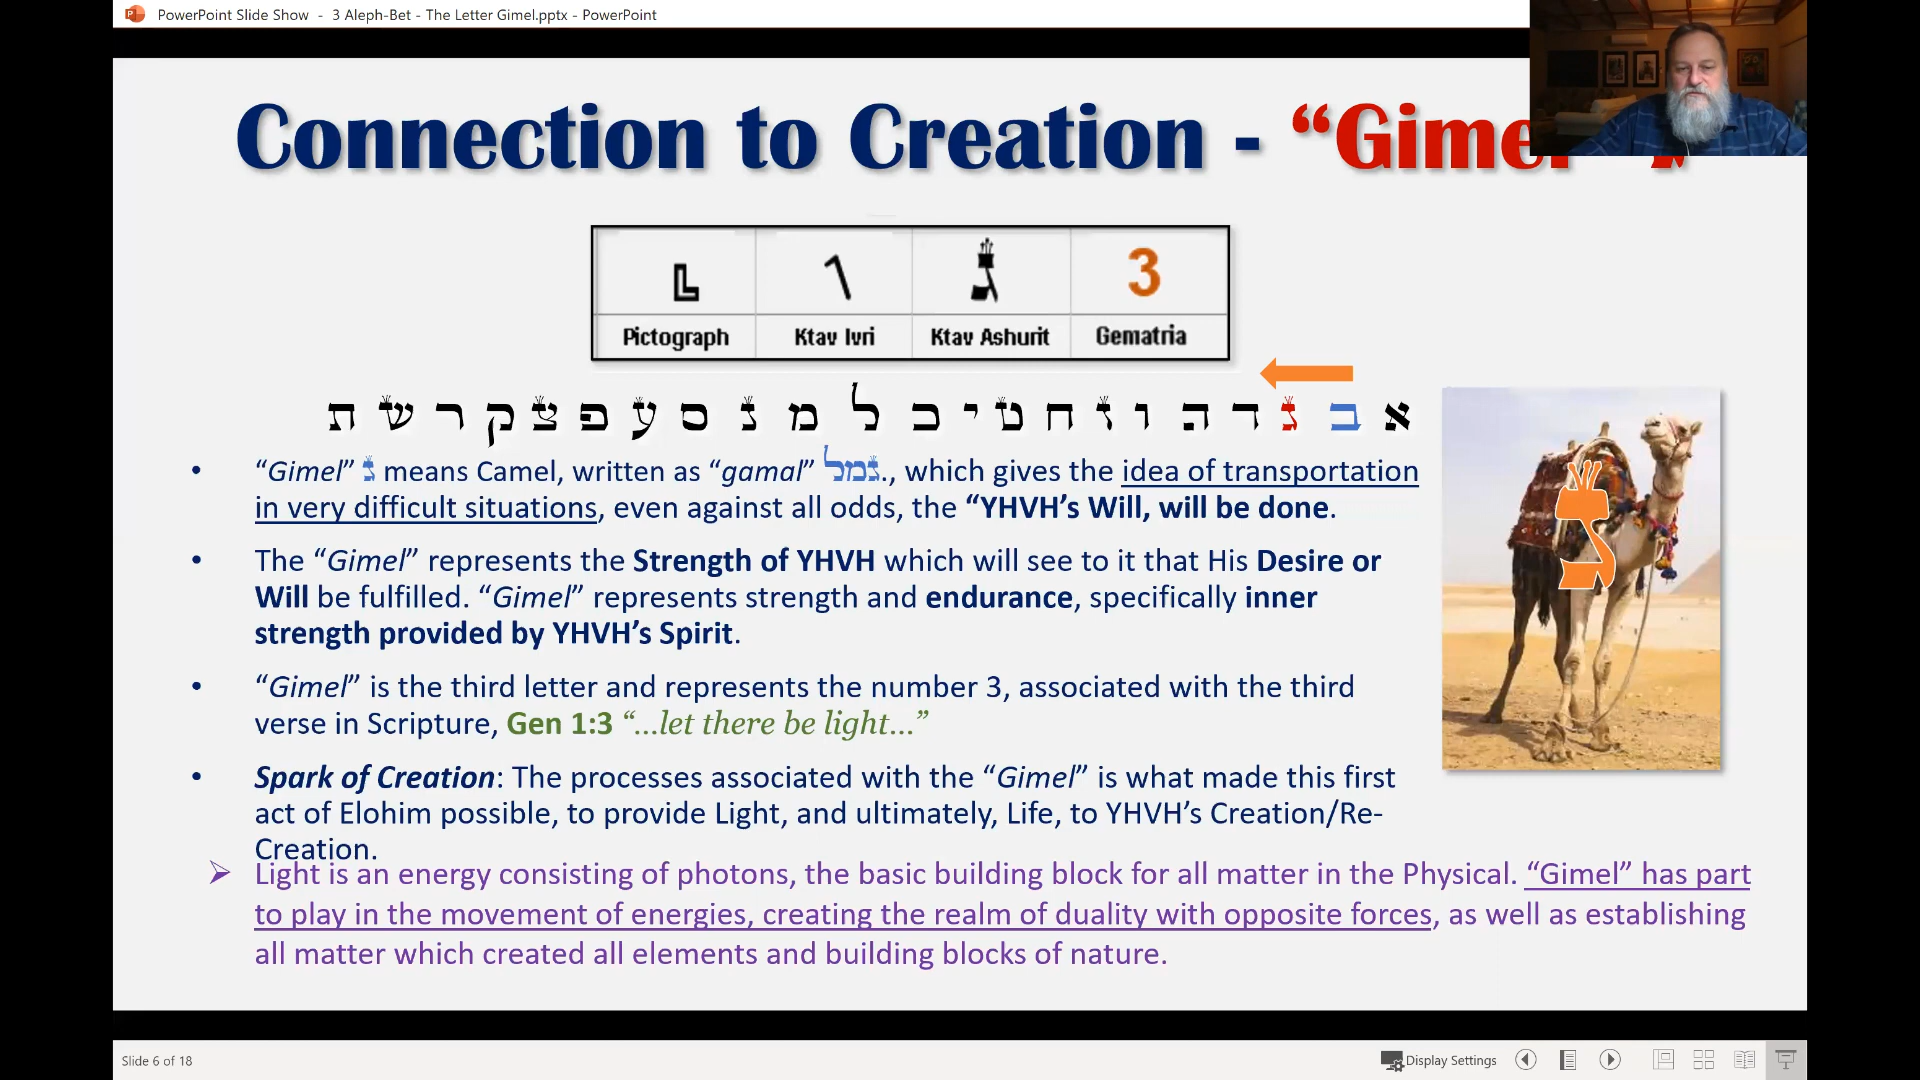 PowerPoint Slide Show - 3 Aleph-Bet - The Letter Gimel.pptx - PowerPoint
Connection to Creation - “Gimel”
3
Pictograph Ktav Ivri Ktav Ashurit Gematria
א ב ג ד ה ו ז ח ט י כ ל מ נ ס ע פ צ ק ר ש ת
• “Gimel” ג means Camel, written as “gamal” גמל., which gives the idea of transportation
in very difficult situations, even against all odds, the “YHVH’s Will, will be done.
• The “Gimel” represents the Strength of YHVH which will see to it that His Desire or
Will be fulfilled. “Gimel” represents strength and endurance, specifically inner
strength provided by YHVH’s Spirit.
• “Gimel” is the third letter and represents the number 3, associated with the third
verse in Scripture, Gen 1:3 “...let there be light...”
• Spark of Creation: The processes associated with the “Gimel” is what made this first
act of Elohim possible, to provide Light, and ultimately, Life, to YHVH’s Creation/Re-
Creation.
➢ Light is an energy consisting of photons, the basic building block for all matter in the Physical. “Gimel” has part
to play in the movement of energies, creating the realm of duality with opposite forces, as well as establishing
all matter which created all elements and building blocks of nature.
ג
Slide 6 of 18
Display Settings